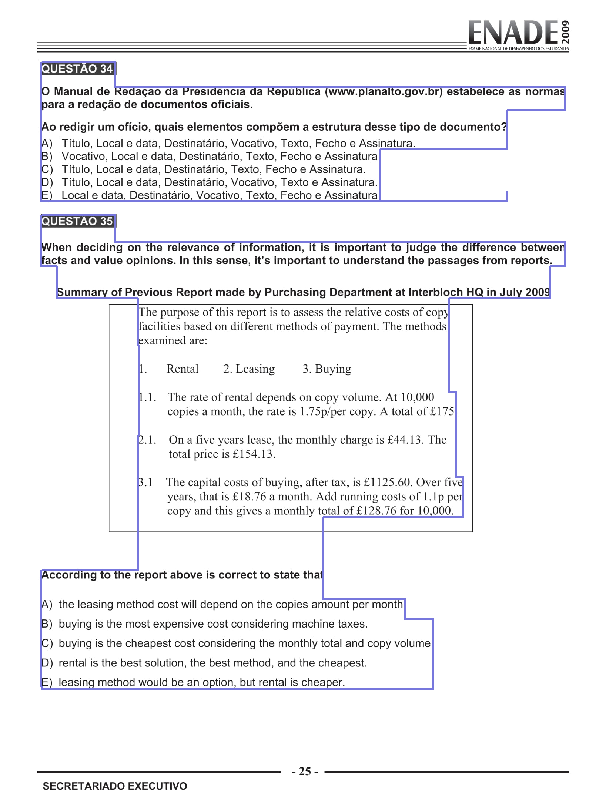 ENADE 2009
EXAME NACIONAL DE DESEMPENHO DOS ESTUDANTES
QUESTÃO 34
O Manual de Redação da Presidência da República (www.planalto.gov.br) estabelece as normas
para a redação de documentos oficiais.
Ao redigir um ofício, quais elementos compõem a estrutura desse tipo de documento?
A) Título, Local e data, Destinatário, Vocativo, Texto, Fecho e Assinatura.
B) Vocativo, Local e data, Destinatário, Texto, Fecho e Assinatura
C) Título, Local e data, Destinatário, Texto, Fecho e Assinatura.
D) Título, Local e data, Destinatário, Vocativo, Texto e Assinatura.
E) Local e data, Destinatário, Vocativo, Texto, Fecho e Assinatura
QUESTÃO 35
When deciding on the relevance of information, it is important to judge the difference between
facts and value opinions. In this sense, it's important to understand the passages from reports.
Summary of Previous Report made by Purchasing Department at Interbloch HQ in July 2009
The purpose of this report is to assess the relative costs of copy
facilities based on different methods of payment. The methods
examined are:
1. Rental 2. Leasing 3. Buying
1.1. The rate of rental depends on copy volume. At 10,000
copies a month, the rate is 1.75p/per copy. A total of £175
2.1. On a five years lease, the monthly charge is £44.13. The
total price is £154.13.
3.1 The capital costs of buying, after tax, is £1125.60. Over five
years, that is £18.76 a month. Add running costs of 1.1p per
copy and this gives a monthly total of £128.76 for 10,000.
According to the report above is correct to state that
A) the leasing method cost will depend on the copies amount per month
B) buying is the most expensive cost considering machine taxes.
C) buying is the cheapest cost considering the monthly total and copy volume
D) rental is the best solution, the best method, and the cheapest.
E) leasing method would be an option, but rental is cheaper.
- 25 -
SECRETARIADO EXECUTIVO